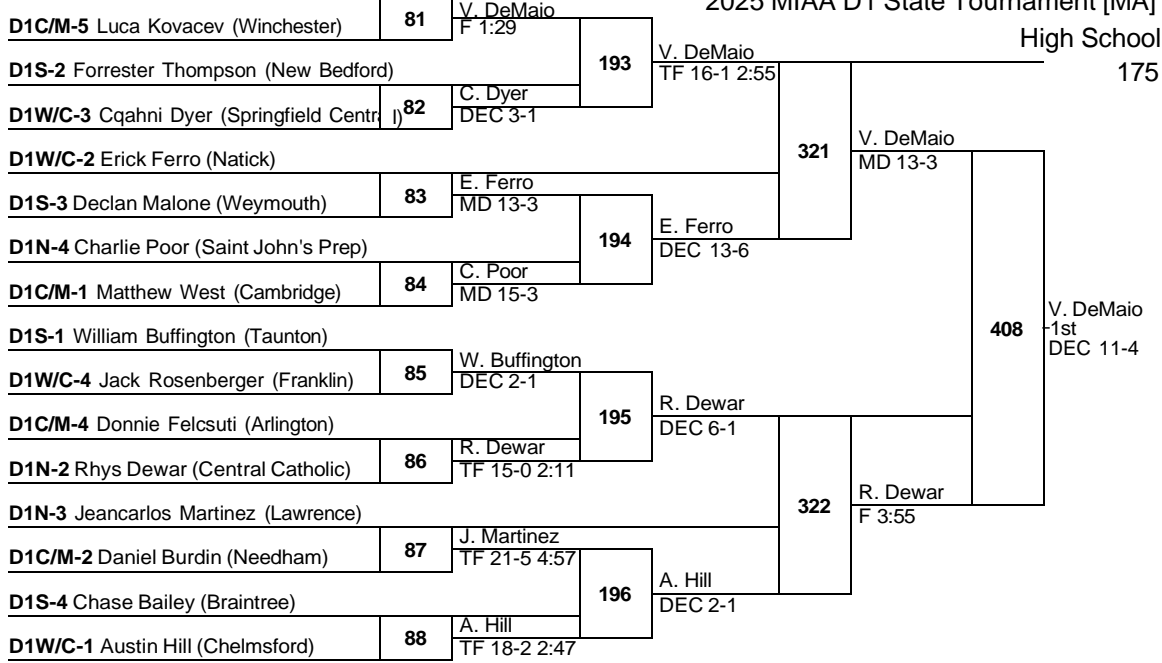 2025 MIAA D1 State Tournament [MA]
High School
175
D1C/M-5 Luca Kovacev (Winchester)
81
V. DeMaio
F 1:29
D1S-2 Forrester Thompson (New Bedford)
193
V. DeMaio
TF 16-1 2:55
D1W/C-3 Cqahni Dyer (Springfield Central)
82
C. Dyer
DEC 3-1
D1W/C-2 Erick Ferro (Natick)
321
V. DeMaio
MD 13-3
D1S-3 Declan Malone (Weymouth)
83
E. Ferro
MD 13-3
D1N-4 Charlie Poor (Saint John's Prep)
194
E. Ferro
DEC 13-6
D1C/M-1 Matthew West (Cambridge)
84
C. Poor
MD 15-3
D1S-1 William Buffington (Taunton)
408
V. DeMaio
1st
DEC 11-4
D1W/C-4 Jack Rosenberger (Franklin)
85
W. Buffington
DEC 2-1
D1C/M-4 Donnie Felcsuti (Arlington)
195
R. Dewar
DEC 6-1
D1N-2 Rhys Dewar (Central Catholic)
86
R. Dewar
TF 15-0 2:11
D1N-3 Jeancarlos Martinez (Lawrence)
322
R. Dewar
F 3:55
D1C/M-2 Daniel Burdin (Needham)
87
J. Martinez
TF 21-5 4:57
D1S-4 Chase Bailey (Braintree)
196
A. Hill
DEC 2-1
D1W/C-1 Austin Hill (Chelmsford)
88
A. Hill
TF 18-2 2:47